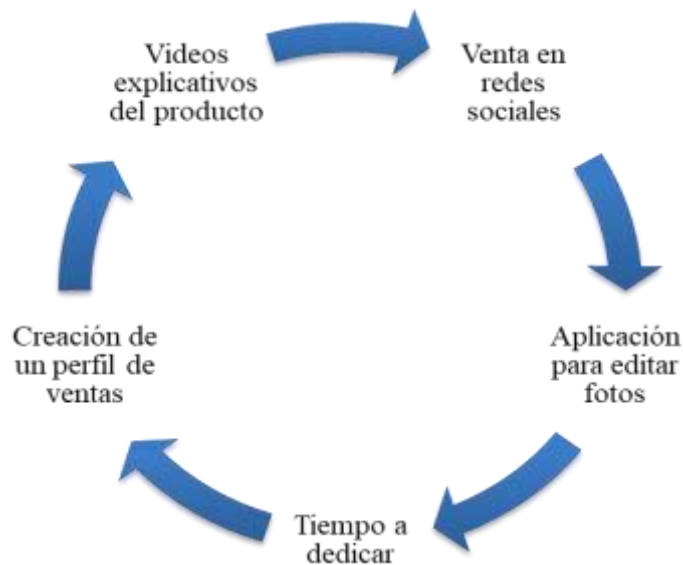 Videos
explicativos
del producto
Venta en
redes
sociales
Aplicación
para editar
fotos
Tiempo a
dedicar
Creación de
un perfil de
ventas